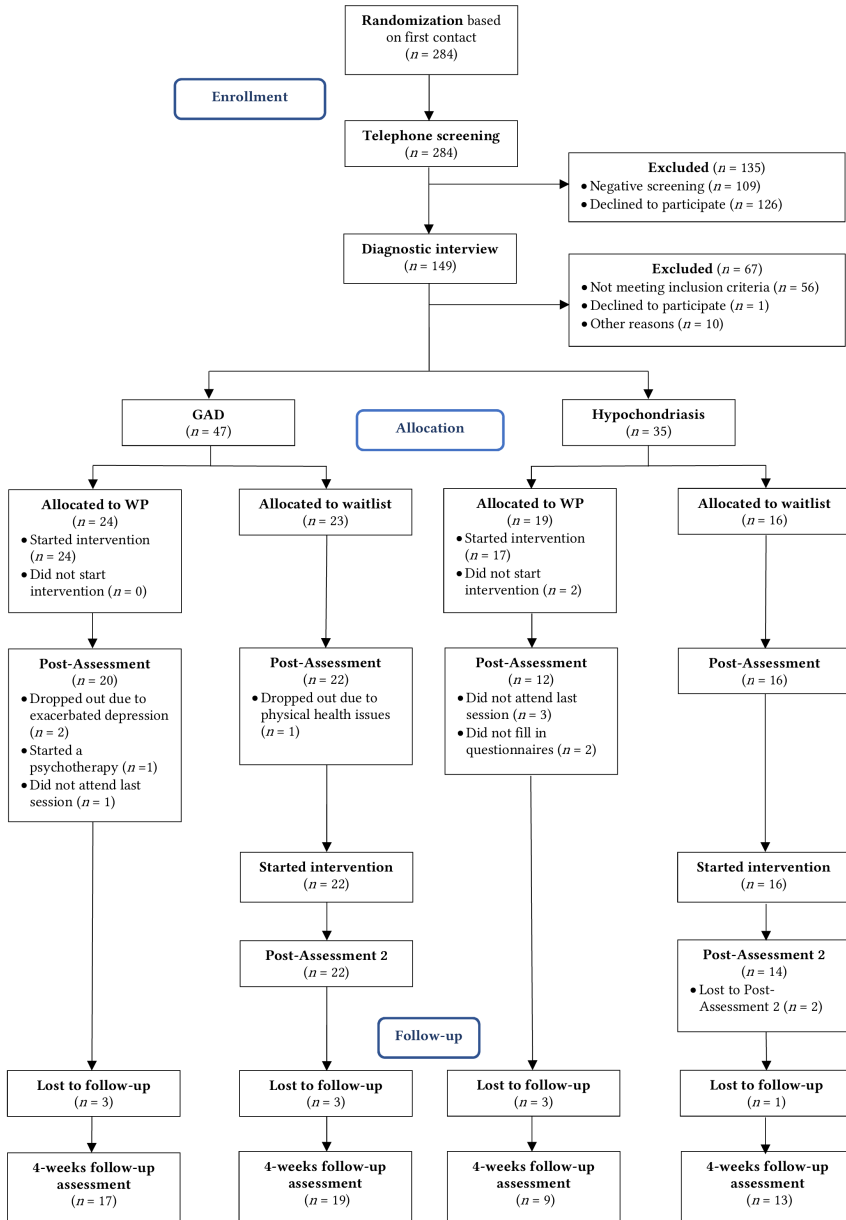 Randomization based
on first contact
(n = 284)
Enrollment
Telephone screening
(n = 284)
Excluded (n = 135)
• Negative screening (n = 109)
• Declined to participate (n = 126)
Diagnostic interview
(n = 149)
Excluded (n = 67)
• Not meeting inclusion criteria (n = 56)
• Declined to participate (n = 1)
• Other reasons (n = 10)
GAD
(n = 47)
Allocation
Hypochondriasis
(n = 35)
Allocated to WP
(n = 24)
• Started intervention
(n = 24)
• Did not start
intervention (n = 0)
Allocated to waitlist
(n = 23)
Allocated to WP
(n = 19)
• Started intervention
(n = 17)
• Did not start
intervention (n = 2)
Allocated to waitlist
(n = 16)
Post-Assessment
(n = 20)
• Dropped out due to
exacerbated depression
(n = 2)
• Started a
psychotherapy (n =1)
• Did not attend last
session (n = 1)
Post-Assessment
(n = 22)
• Dropped out due to
physical health issues
(n = 1)
Post-Assessment
(n = 12)
• Did not attend last
session (n = 3)
• Did not fill in
questionnaires (n = 2)
Post-Assessment
(n = 16)
Started intervention
(n = 22)
Started intervention
(n = 16)
Post-Assessment 2
(n = 22)
Post-Assessment 2
(n = 14)
• Lost to Post-
Assessment 2 (n = 2)
Follow-up
Lost to follow-up
(n = 3)
Lost to follow-up
(n = 3)
Lost to follow-up
(n = 3)
Lost to follow-up
(n = 1)
4-weeks follow-up
assessment
(n = 17)
4-weeks follow-up
assessment
(n = 19)
4-weeks follow-up
assessment
(n = 9)
4-weeks follow-up
assessment
(n = 13)